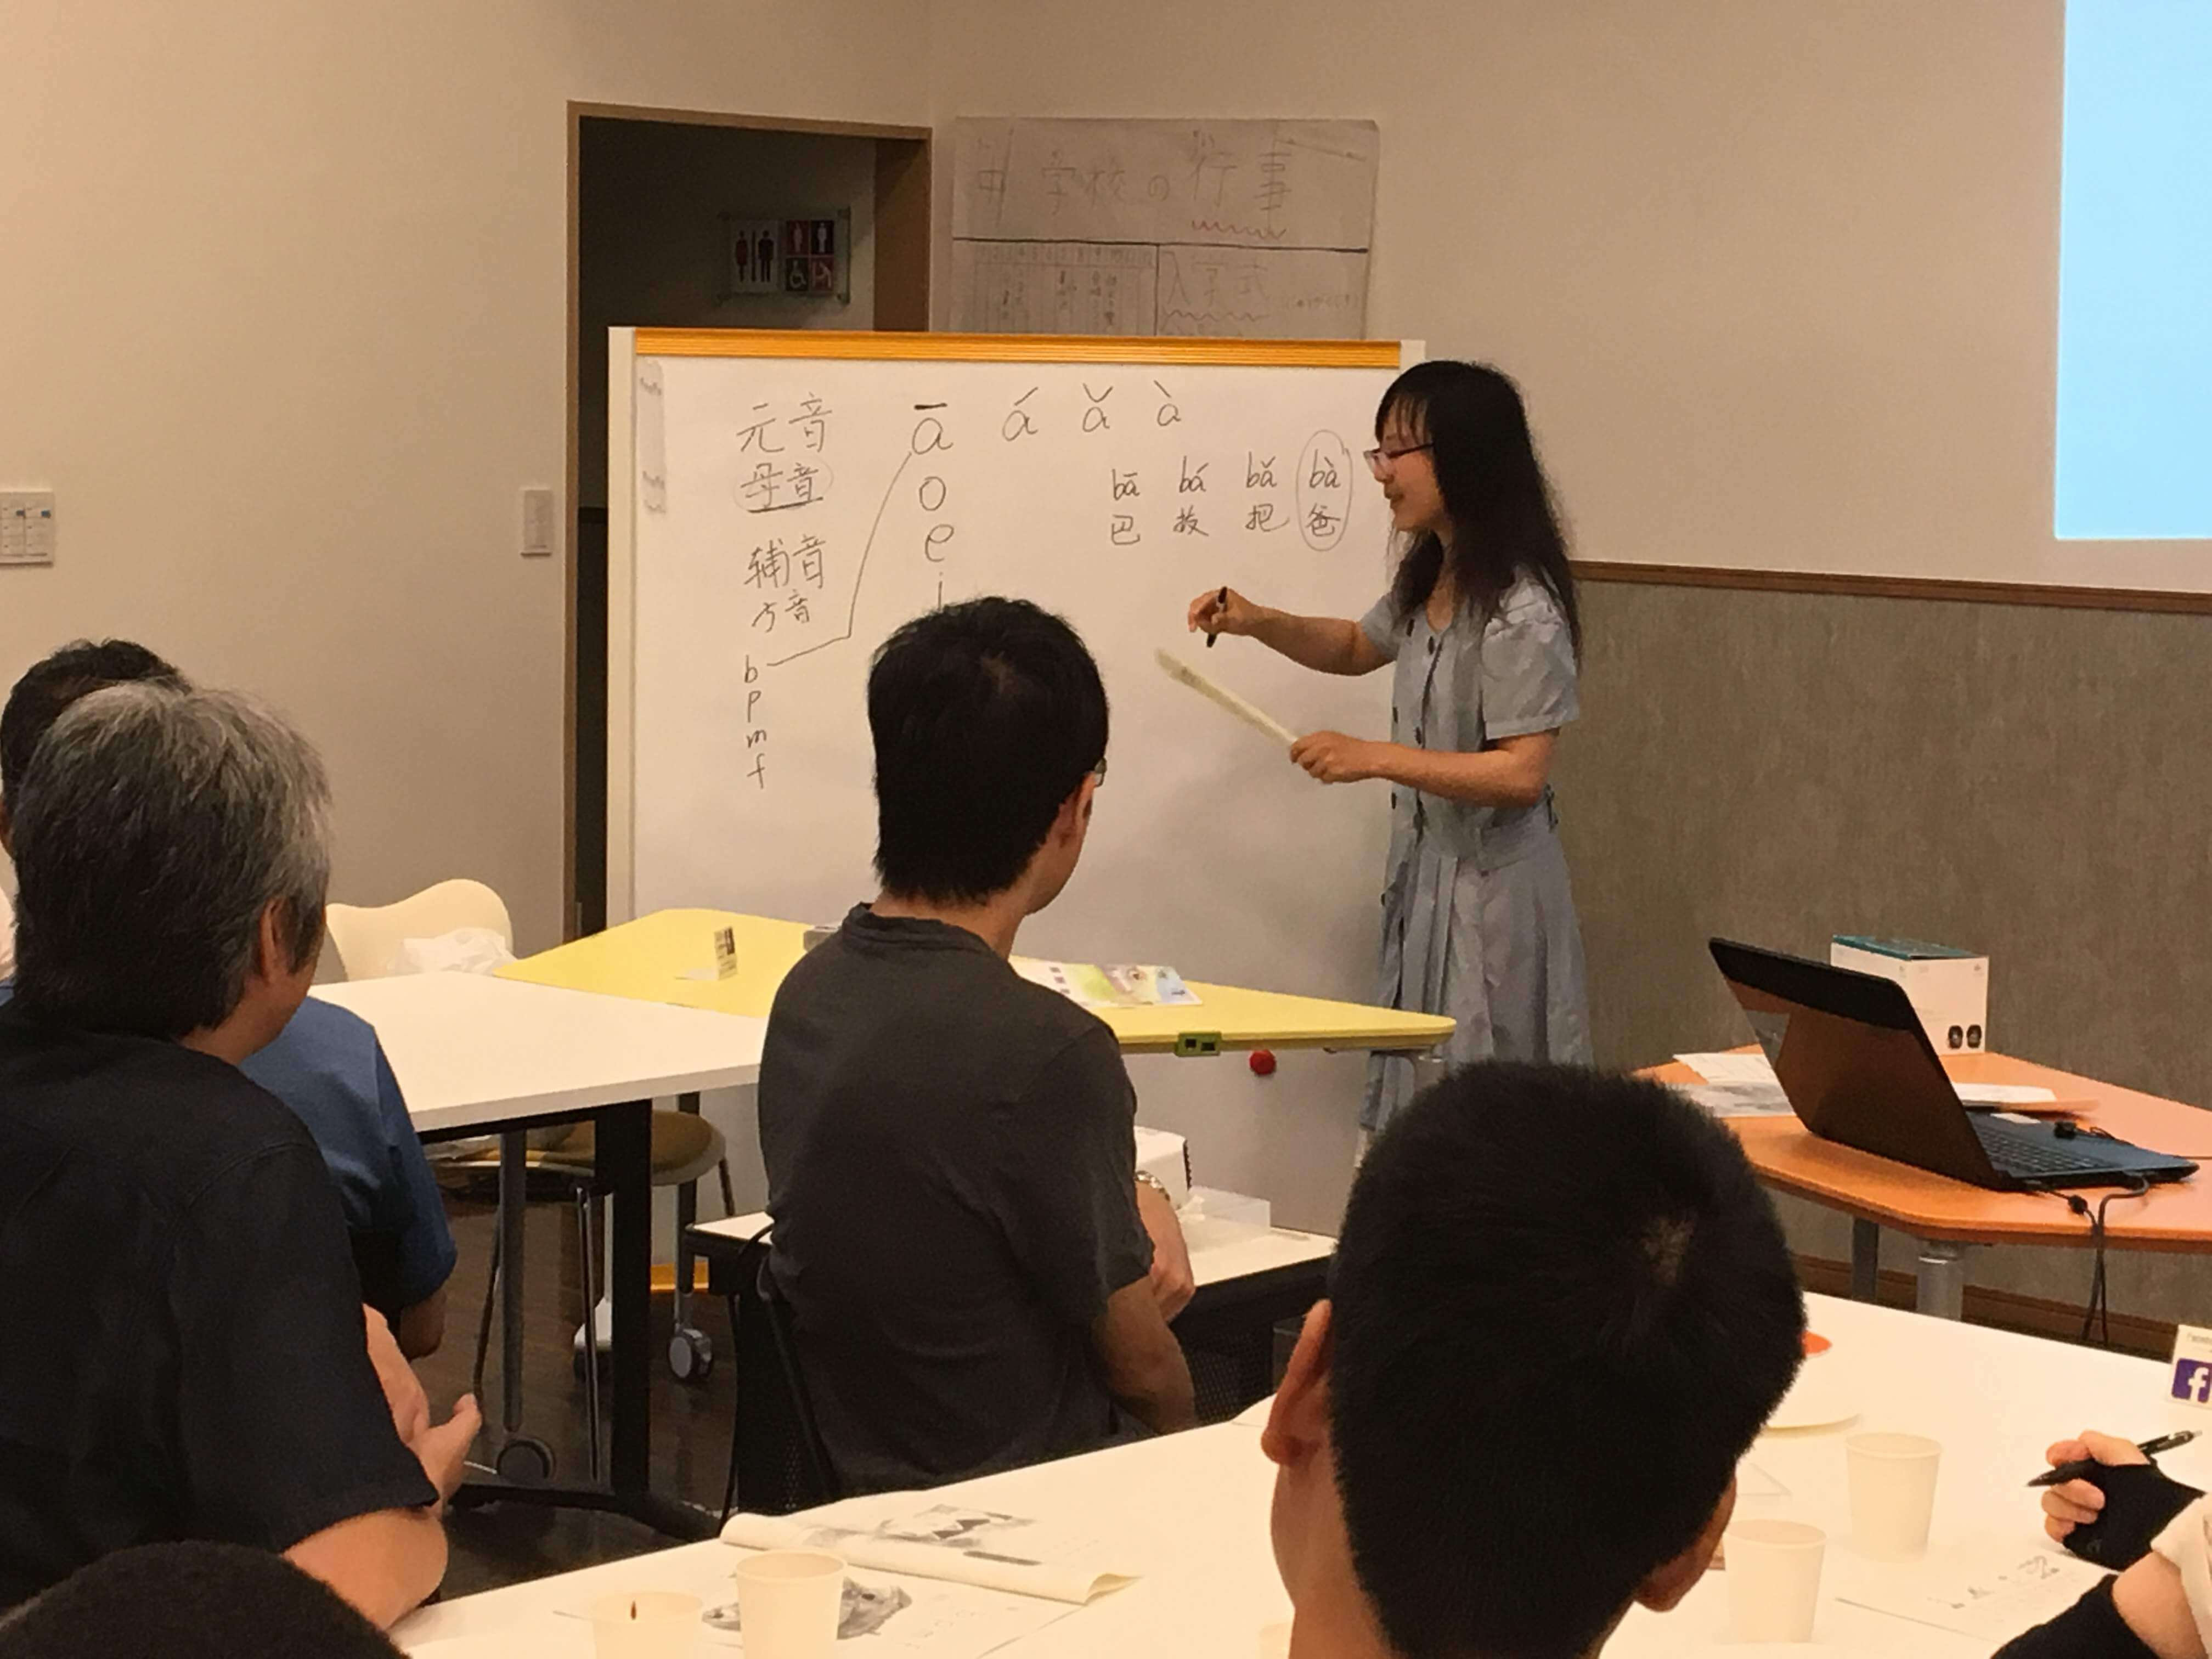 中学校の行事
入学式
元音
母音
辅音
子音
b
p
m
f
ā á ǎ à
o
e
i
bā bá bǎ bà
巴 拔 把 爸
f